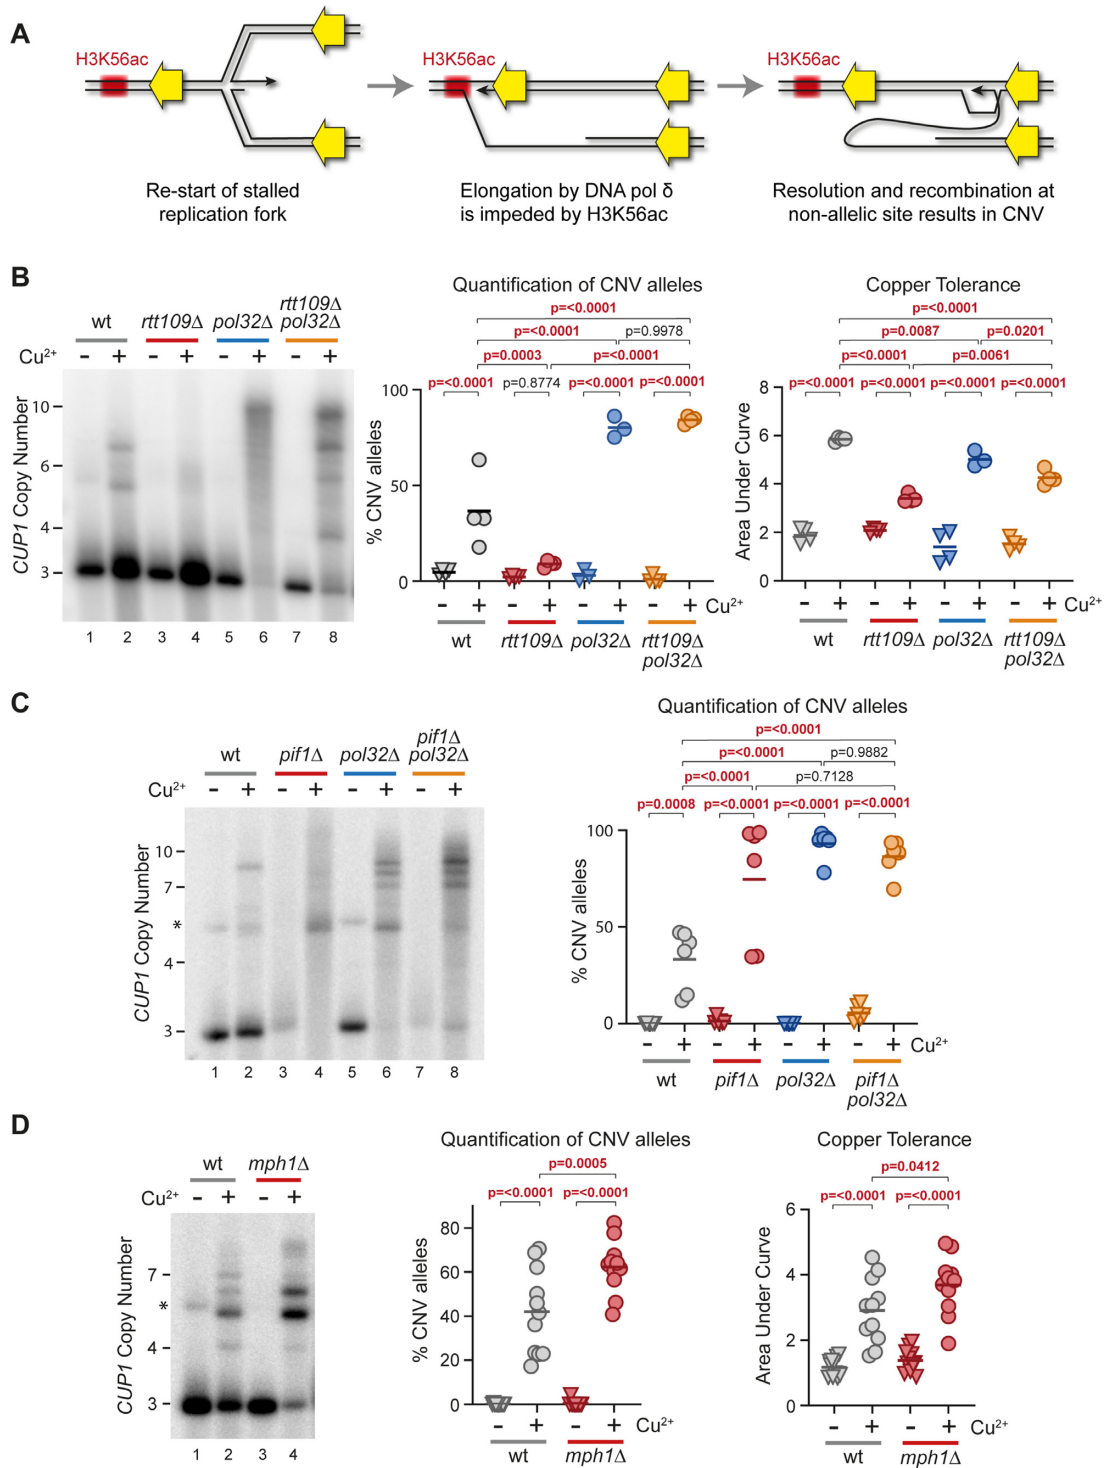 A
H3K56ac
H3K56ac
H3K56ac
Re-start of stalled
replication fork
Elongation by DNA pol δ
is impeded by H3K56ac
Resolution and recombination at
non-allelic site results in CNV
B
wt rtt109Δ pol32Δ rtt109Δ
pol32Δ
Cu²⁺ - + - + - + - +
CUP1 Copy Number
10
6
4
3
1 2 3 4 5 6 7 8
Quantification of CNV alleles
p=<0.0001
p=<0.0001 p=0.9978
p=0.0003 p=<0.0001
p=<0.0001 p=0.8774 p=<0.0001 p=<0.0001
% CNV alleles
100
50
0
- + - + - + - + Cu²⁺
wt rtt109Δ pol32Δ rtt109Δ
pol32Δ
Copper Tolerance
p=<0.0001
p=0.0087 p=0.0201
p=<0.0001 p=0.0061
p=<0.0001 p=<0.0001 p=<0.0001 p=<0.0001
Area Under Curve
8
6
4
2
0
- + - + - + - + Cu²⁺
wt rtt109Δ pol32Δ rtt109Δ
pol32Δ
C
wt pif1Δ pol32Δ pif1Δ
pol32Δ
Cu²⁺ - + - + - + - +
CUP1 Copy Number
10
7
*
4
3
1 2 3 4 5 6 7 8
Quantification of CNV alleles
p=<0.0001
p=<0.0001 p=0.9882
p=<0.0001 p=0.7128
p=0.0008 p=<0.0001 p=<0.0001 p=<0.0001
% CNV alleles
100
50
0
- + - + - + - + Cu²⁺
wt pif1Δ pol32Δ pif1Δ
pol32Δ
D
wt mph1Δ
Cu²⁺ - + - +
CUP1 Copy Number
7
*
4
3
1 2 3 4
Quantification of CNV alleles
p=0.0005
p=<0.0001 p=<0.0001
% CNV alleles
80
60
40
20
0
- + - + Cu²⁺
wt mph1Δ
Copper Tolerance
p=0.0412
p=<0.0001 p=<0.0001
Area Under Curve
6
4
2
0
- + - + Cu²⁺
wt mph1Δ